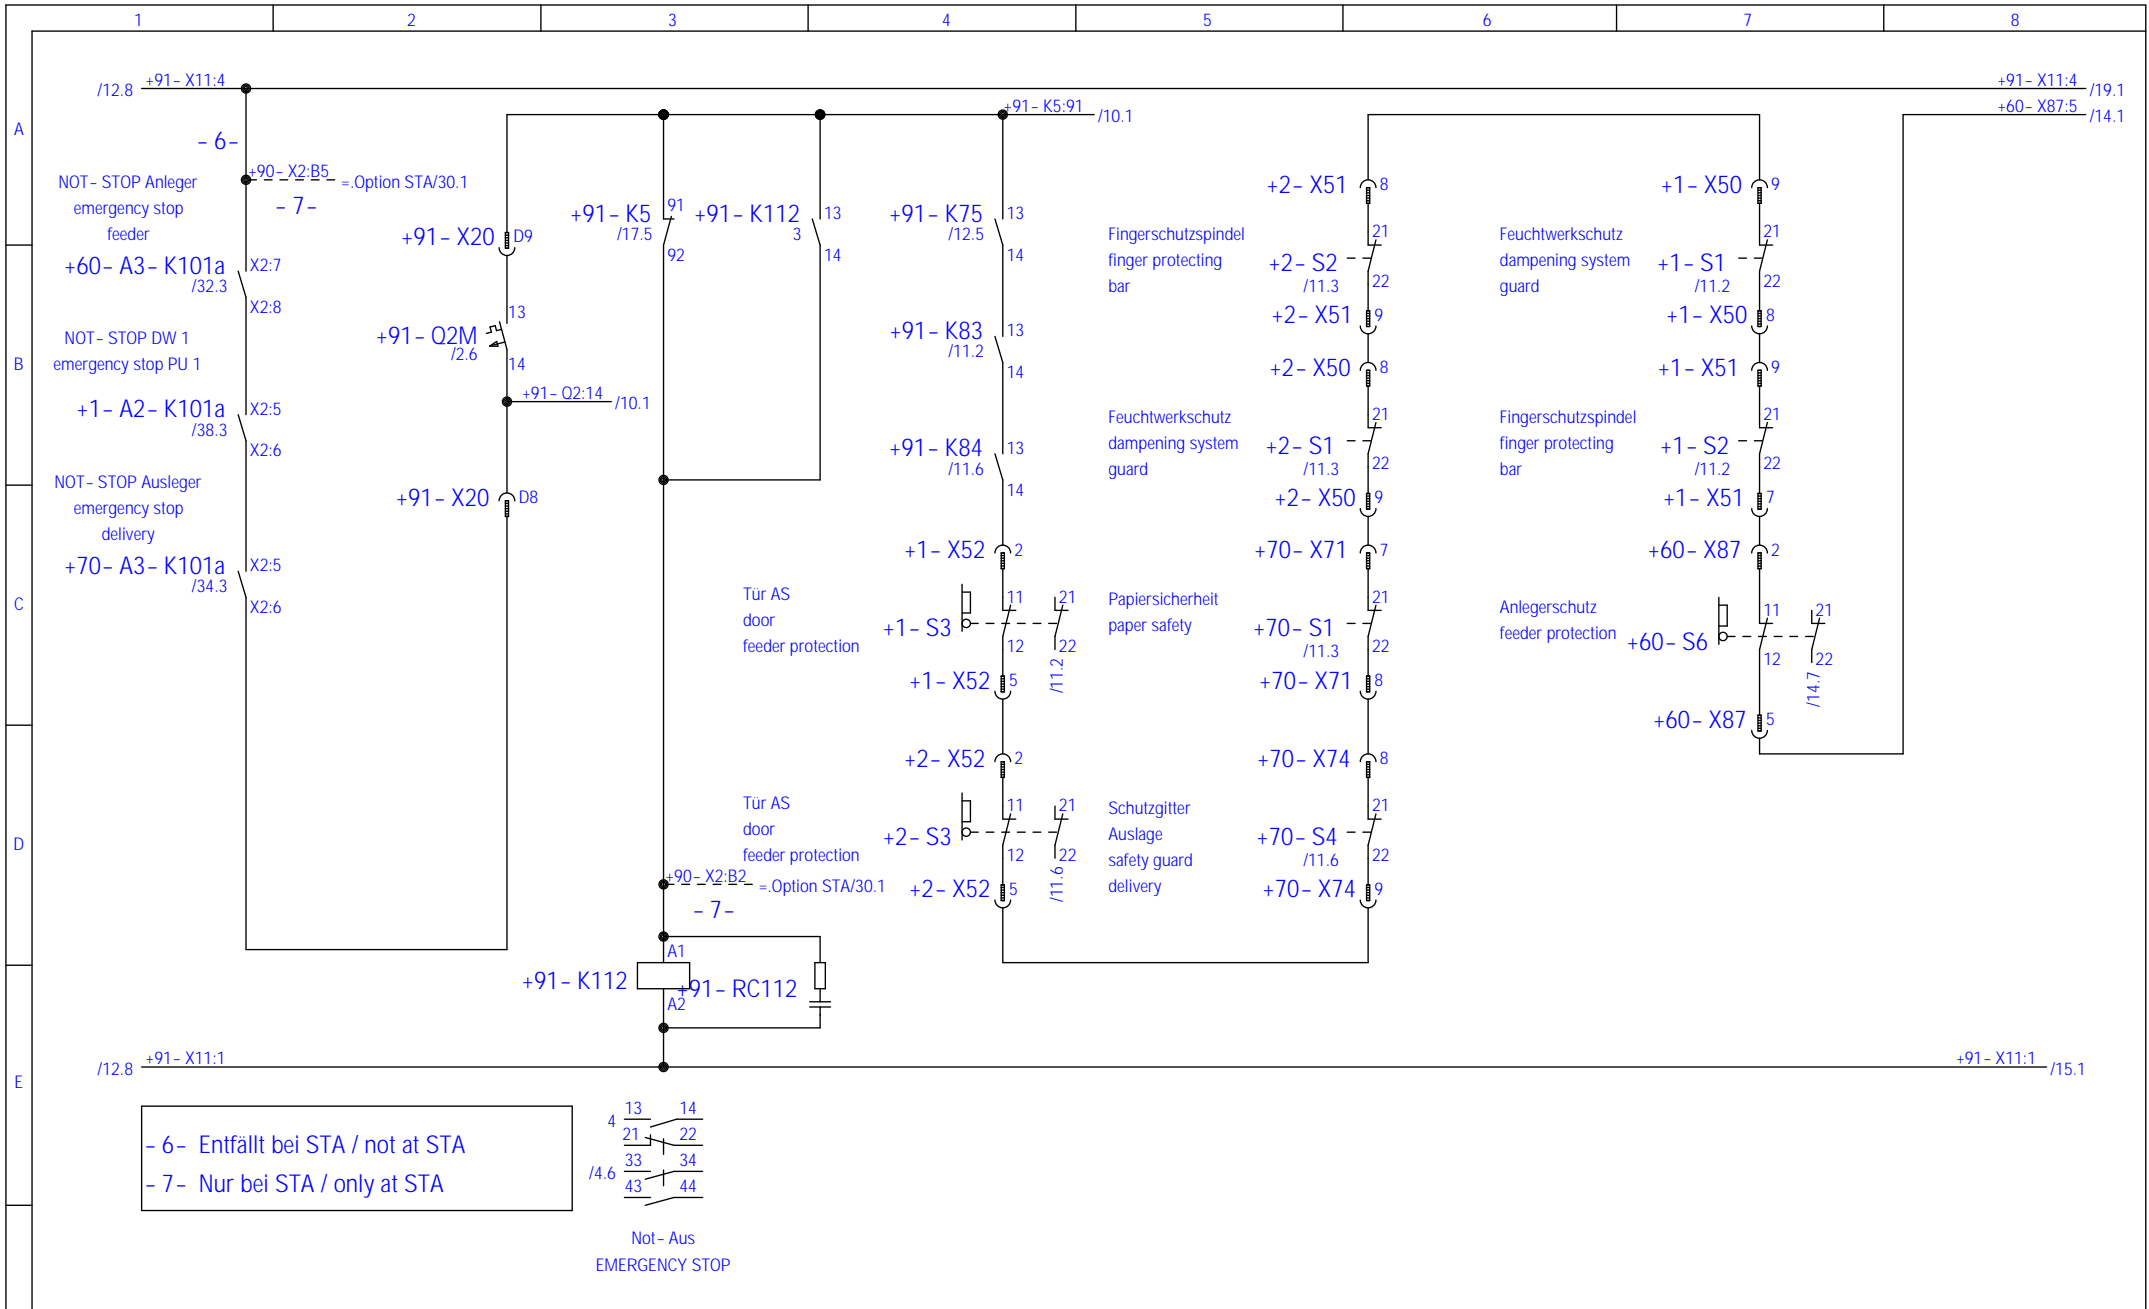 1 2 3 4 5 6 7 8
A
B
C
D
E
/12.8 +91-X11:4
+91-X11:4 /19.1
+91-K5:91 /10.1
+60-X87:5 /14.1
-6-
+90-X2:B5 =.Option STA/30.1
-7-
NOT-STOP Anleger
emergency stop
feeder
+60-A3-K101a X2:7
/32.3
X2:8
NOT-STOP DW 1
emergency stop PU 1
+1-A2-K101a X2:5
/38.3
X2:6
NOT-STOP Ausleger
emergency stop
delivery
+70-A3-K101a X2:5
/34.3
X2:6
+91-X20 D9
13
+91-Q2M
/2.6
14
+91-Q2:14 /10.1
+91-X20 D8
91
+91-K5
/17.5
92
+91-K112 13
3
14
+90-X2:B2 =.Option STA/30.1
-7-
A1
+91-K112
A2
+91-RC112
+91-K75 13
/12.5
14
+91-K83 13
/11.2
14
+91-K84 13
/11.6
14
+1-X52 2
Tür AS
door
feeder protection
11 21
+1-S3
12 22
/11.2
+1-X52 5
+2-X52 2
Tür AS
door
feeder protection
11 21
+2-S3
12 22
/11.6
+2-X52 5
+2-X51 8
Fingerschutzspindel
finger protecting
bar
21
+2-S2
/11.3
22
+2-X51 9
+2-X50 8
Feuchtwerkschutz
dampening system
guard
21
+2-S1
/11.3
22
+2-X50 9
+70-X71 7
Papiersicherheit
paper safety
21
+70-S1
/11.3
22
+70-X71 8
+70-X74 8
Schutzgitter
Auslage
safety guard
delivery
21
+70-S4
/11.6
22
+70-X74 9
+1-X50 9
Feuchtwerkschutz
dampening system
guard
21
+1-S1
/11.2
22
+1-X50 8
+1-X51 9
Fingerschutzspindel
finger protecting
bar
21
+1-S2
/11.2
22
+1-X51 7
+60-X87 2
Anlegerschutz
feeder protection
11 21
+60-S6
12 22
/14.7
+60-X87 5
/12.8 +91-X11:1
+91-X11:1 /15.1
-6- Entfällt bei STA / not at STA
-7- Nur bei STA / only at STA
4 13 14
21 22
/4.6 33 34
43 44
Not-Aus
EMERGENCY STOP